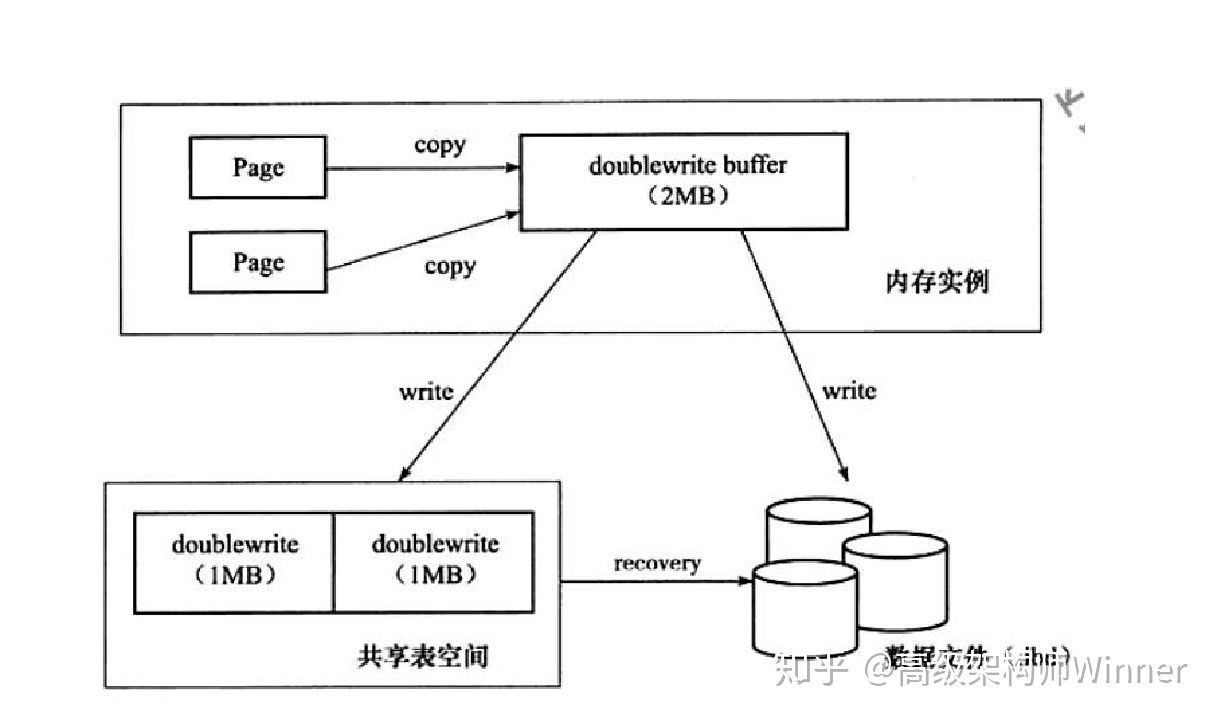 copy
Page
doublewrite buffer
（2MB）
Page
copy
内存实例
write
write
doublewrite
（1MB）
doublewrite
（1MB）
recovery
共享表空间
数据文件
知乎 @高级架构师Winner